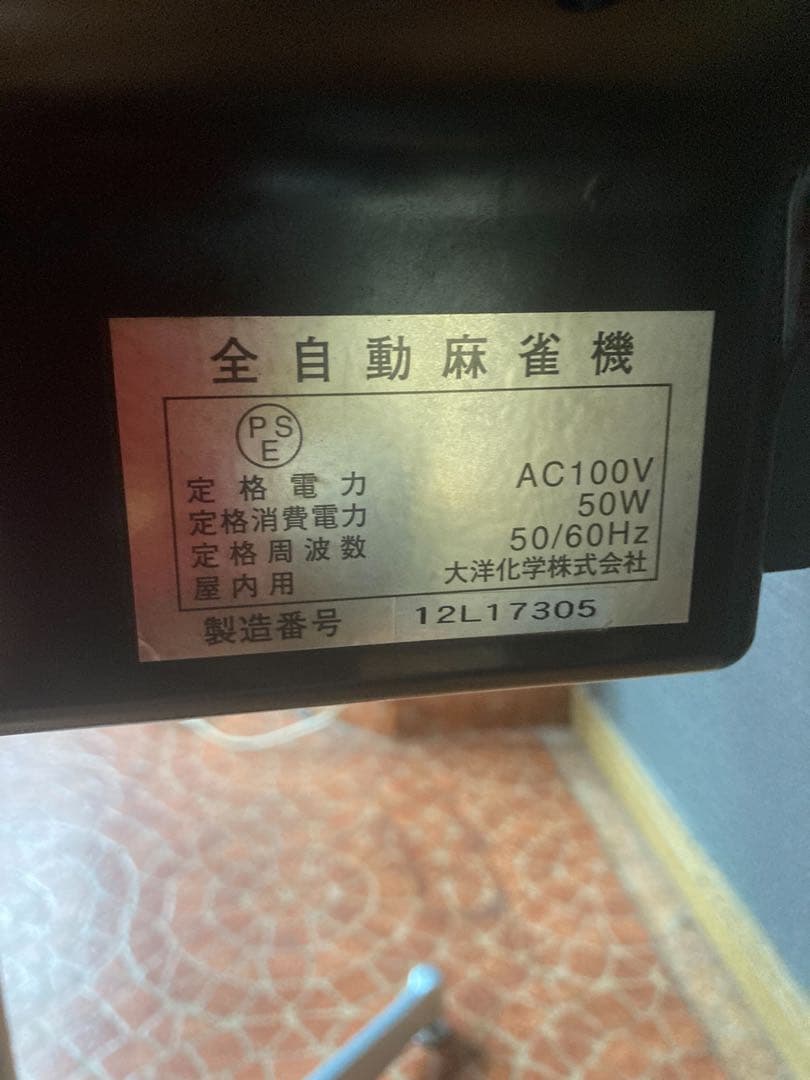 全自動麻雀機
PSE
定格電力 AC100V
定格消費電力 50W
定格周波数 50/60Hz
屋内用 大洋化学株式会社
製造番号 12L17305